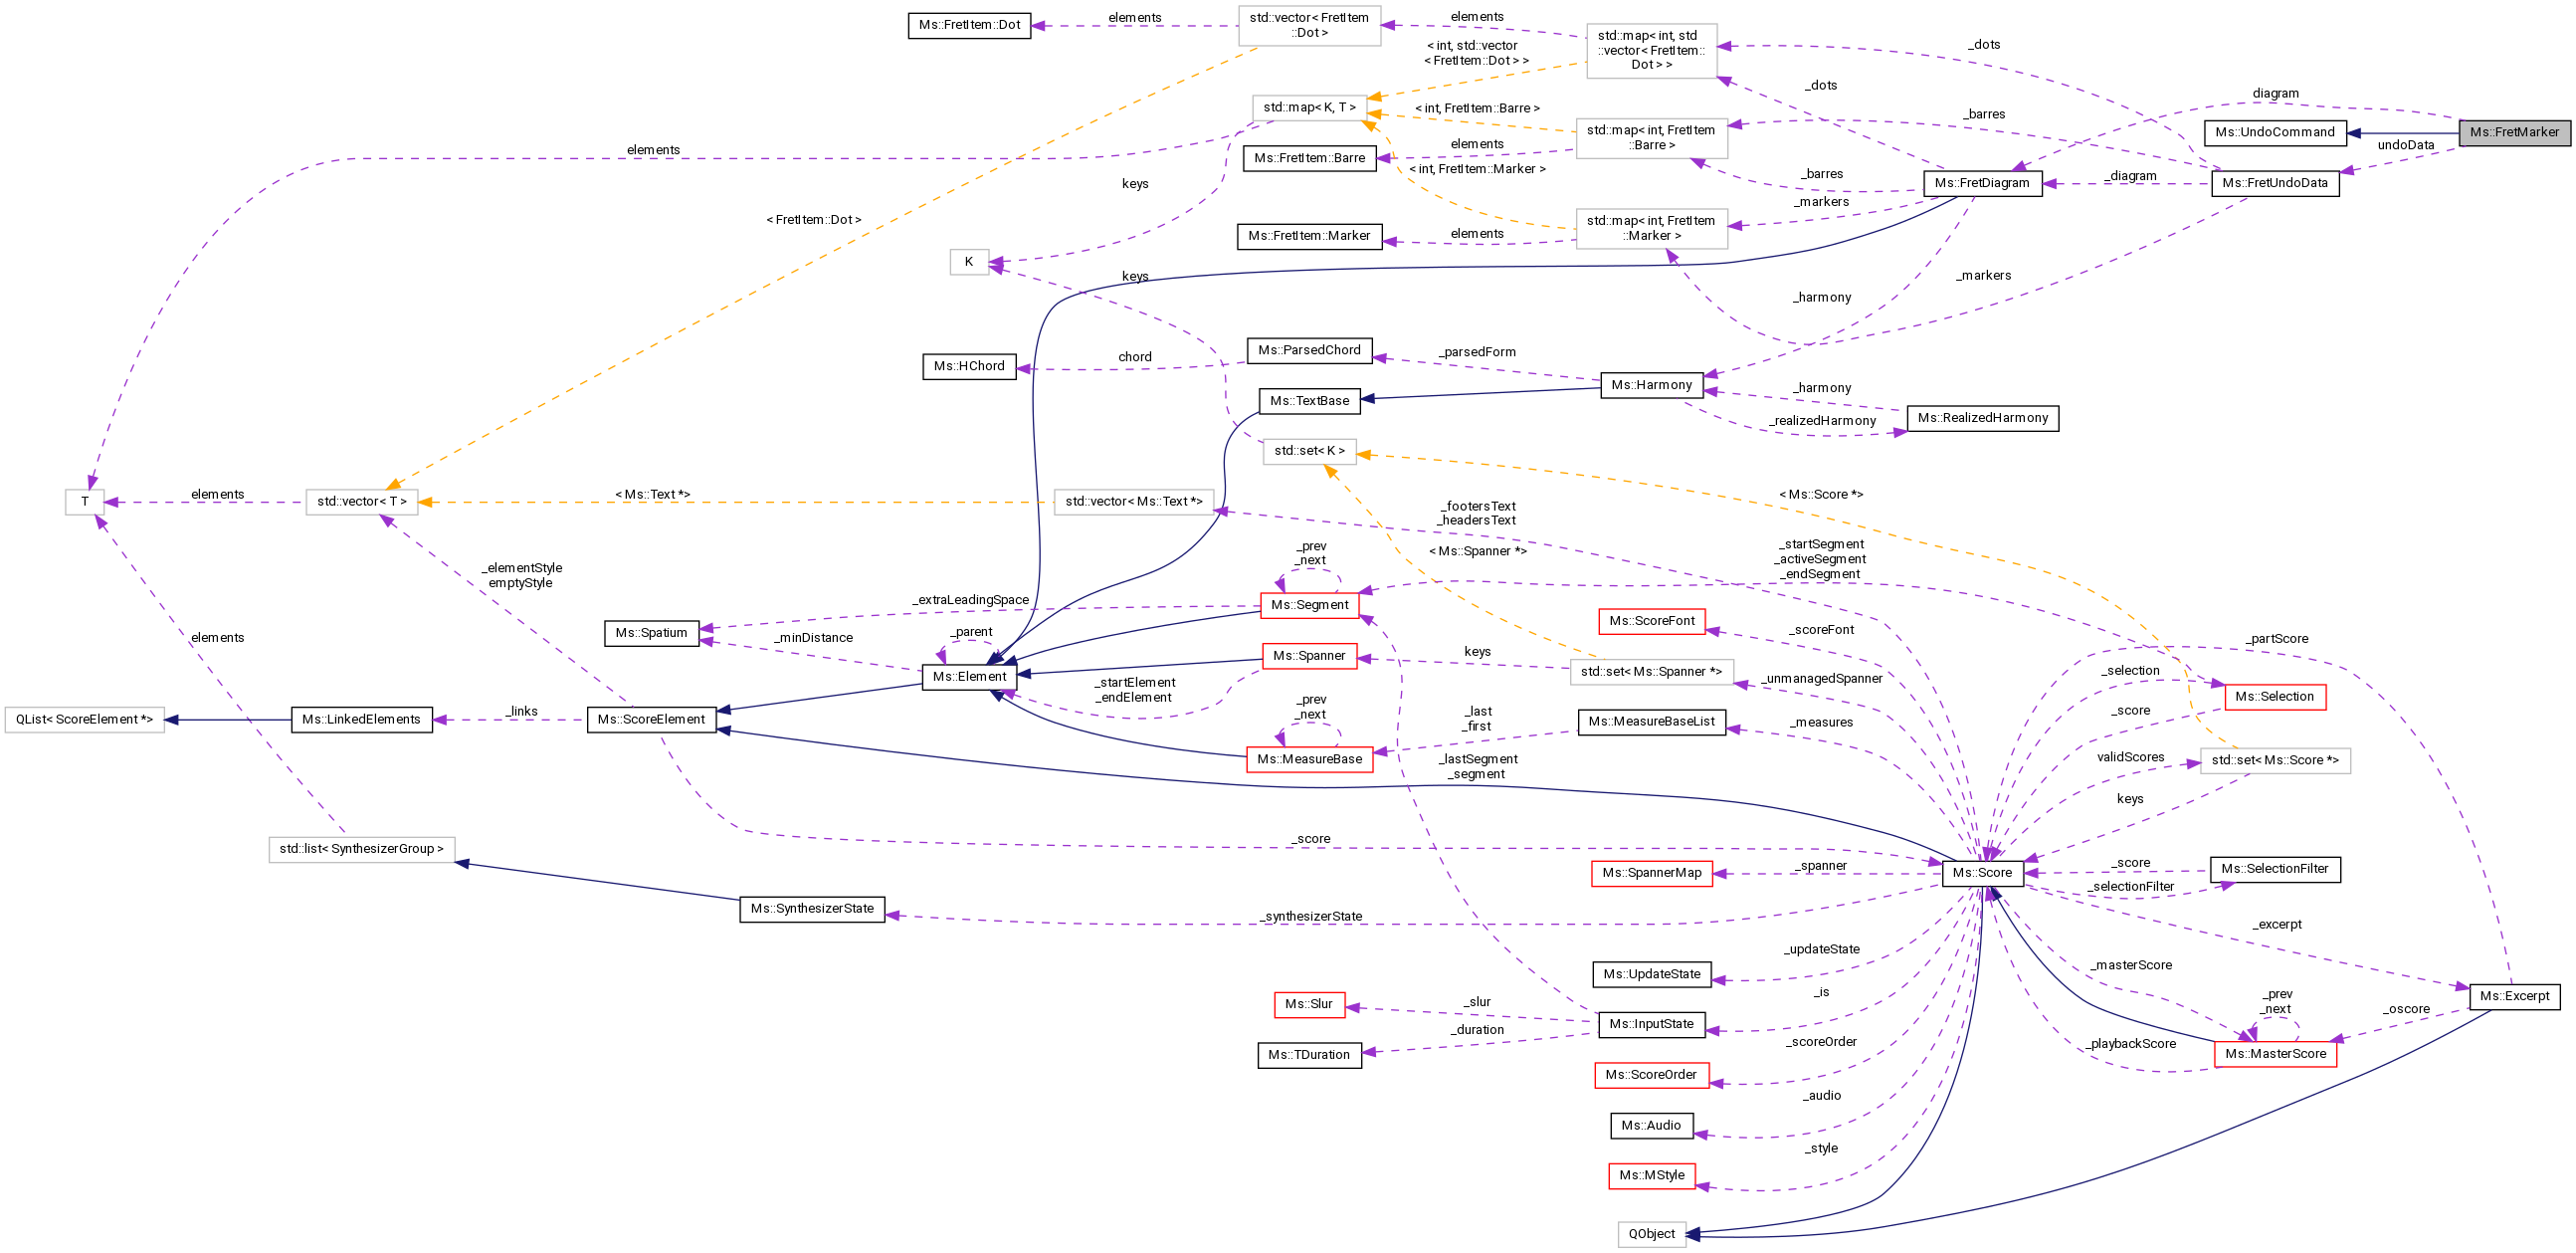 Ms::FretItem::Dot
elements
std::vector< FretItem
::Dot >
elements
std::map< int, std
::vector< FretItem::
Dot > >
< int, std::vector
< FretItem::Dot > >
_dots
_dots
diagram
std::map< K, T >
< int, FretItem::Barre >
std::map< int, FretItem
::Barre >
_barres
Ms::UndoCommand
Ms::FretMarker
undoData
elements
Ms::FretItem::Barre
elements
< int, FretItem::Marker >
_barres
Ms::FretDiagram
_diagram
Ms::FretUndoData
keys
_markers
< FretItem::Dot >
std::map< int, FretItem
::Marker >
Ms::FretItem::Marker
elements
K
keys
_markers
_harmony
Ms::HChord
chord
Ms::ParsedChord
_parsedForm
Ms::Harmony
_harmony
Ms::TextBase
_realizedHarmony
Ms::RealizedHarmony
std::set< K >
T
elements
std::vector< T >
< Ms::Text *>
std::vector< Ms::Text *>
< Ms::Score *>
_footersText
_headersText
< Ms::Spanner *>
_startSegment
_activeSegment
_endSegment
_prev
_next
_elementStyle
emptyStyle
_extraLeadingSpace
Ms::Segment
Ms::Spatium
_minDistance
_parent
Ms::ScoreFont
_scoreFont
_partScore
elements
Ms::Element
Ms::Spanner
keys
std::set< Ms::Spanner *>
_unmanagedSpanner
_selection
Ms::Selection
_startElement
_endElement
QList< ScoreElement *>
Ms::LinkedElements
_links
Ms::ScoreElement
_prev
_next
_last
_first
Ms::MeasureBaseList
_measures
_score
Ms::MeasureBase
_lastSegment
_segment
validScores
std::set< Ms::Score *>
keys
std::list< SynthesizerGroup >
_score
Ms::SpannerMap
_spanner
Ms::Score
_score
Ms::SelectionFilter
_selectionFilter
Ms::SynthesizerState
_synthesizerState
_excerpt
Ms::UpdateState
_updateState
_masterScore
Ms::Slur
_slur
_is
_prev
_next
Ms::Excerpt
_oscore
Ms::InputState
_duration
Ms::TDuration
_scoreOrder
_playbackScore
Ms::MasterScore
Ms::ScoreOrder
_audio
Ms::Audio
_style
Ms::MStyle
QObject